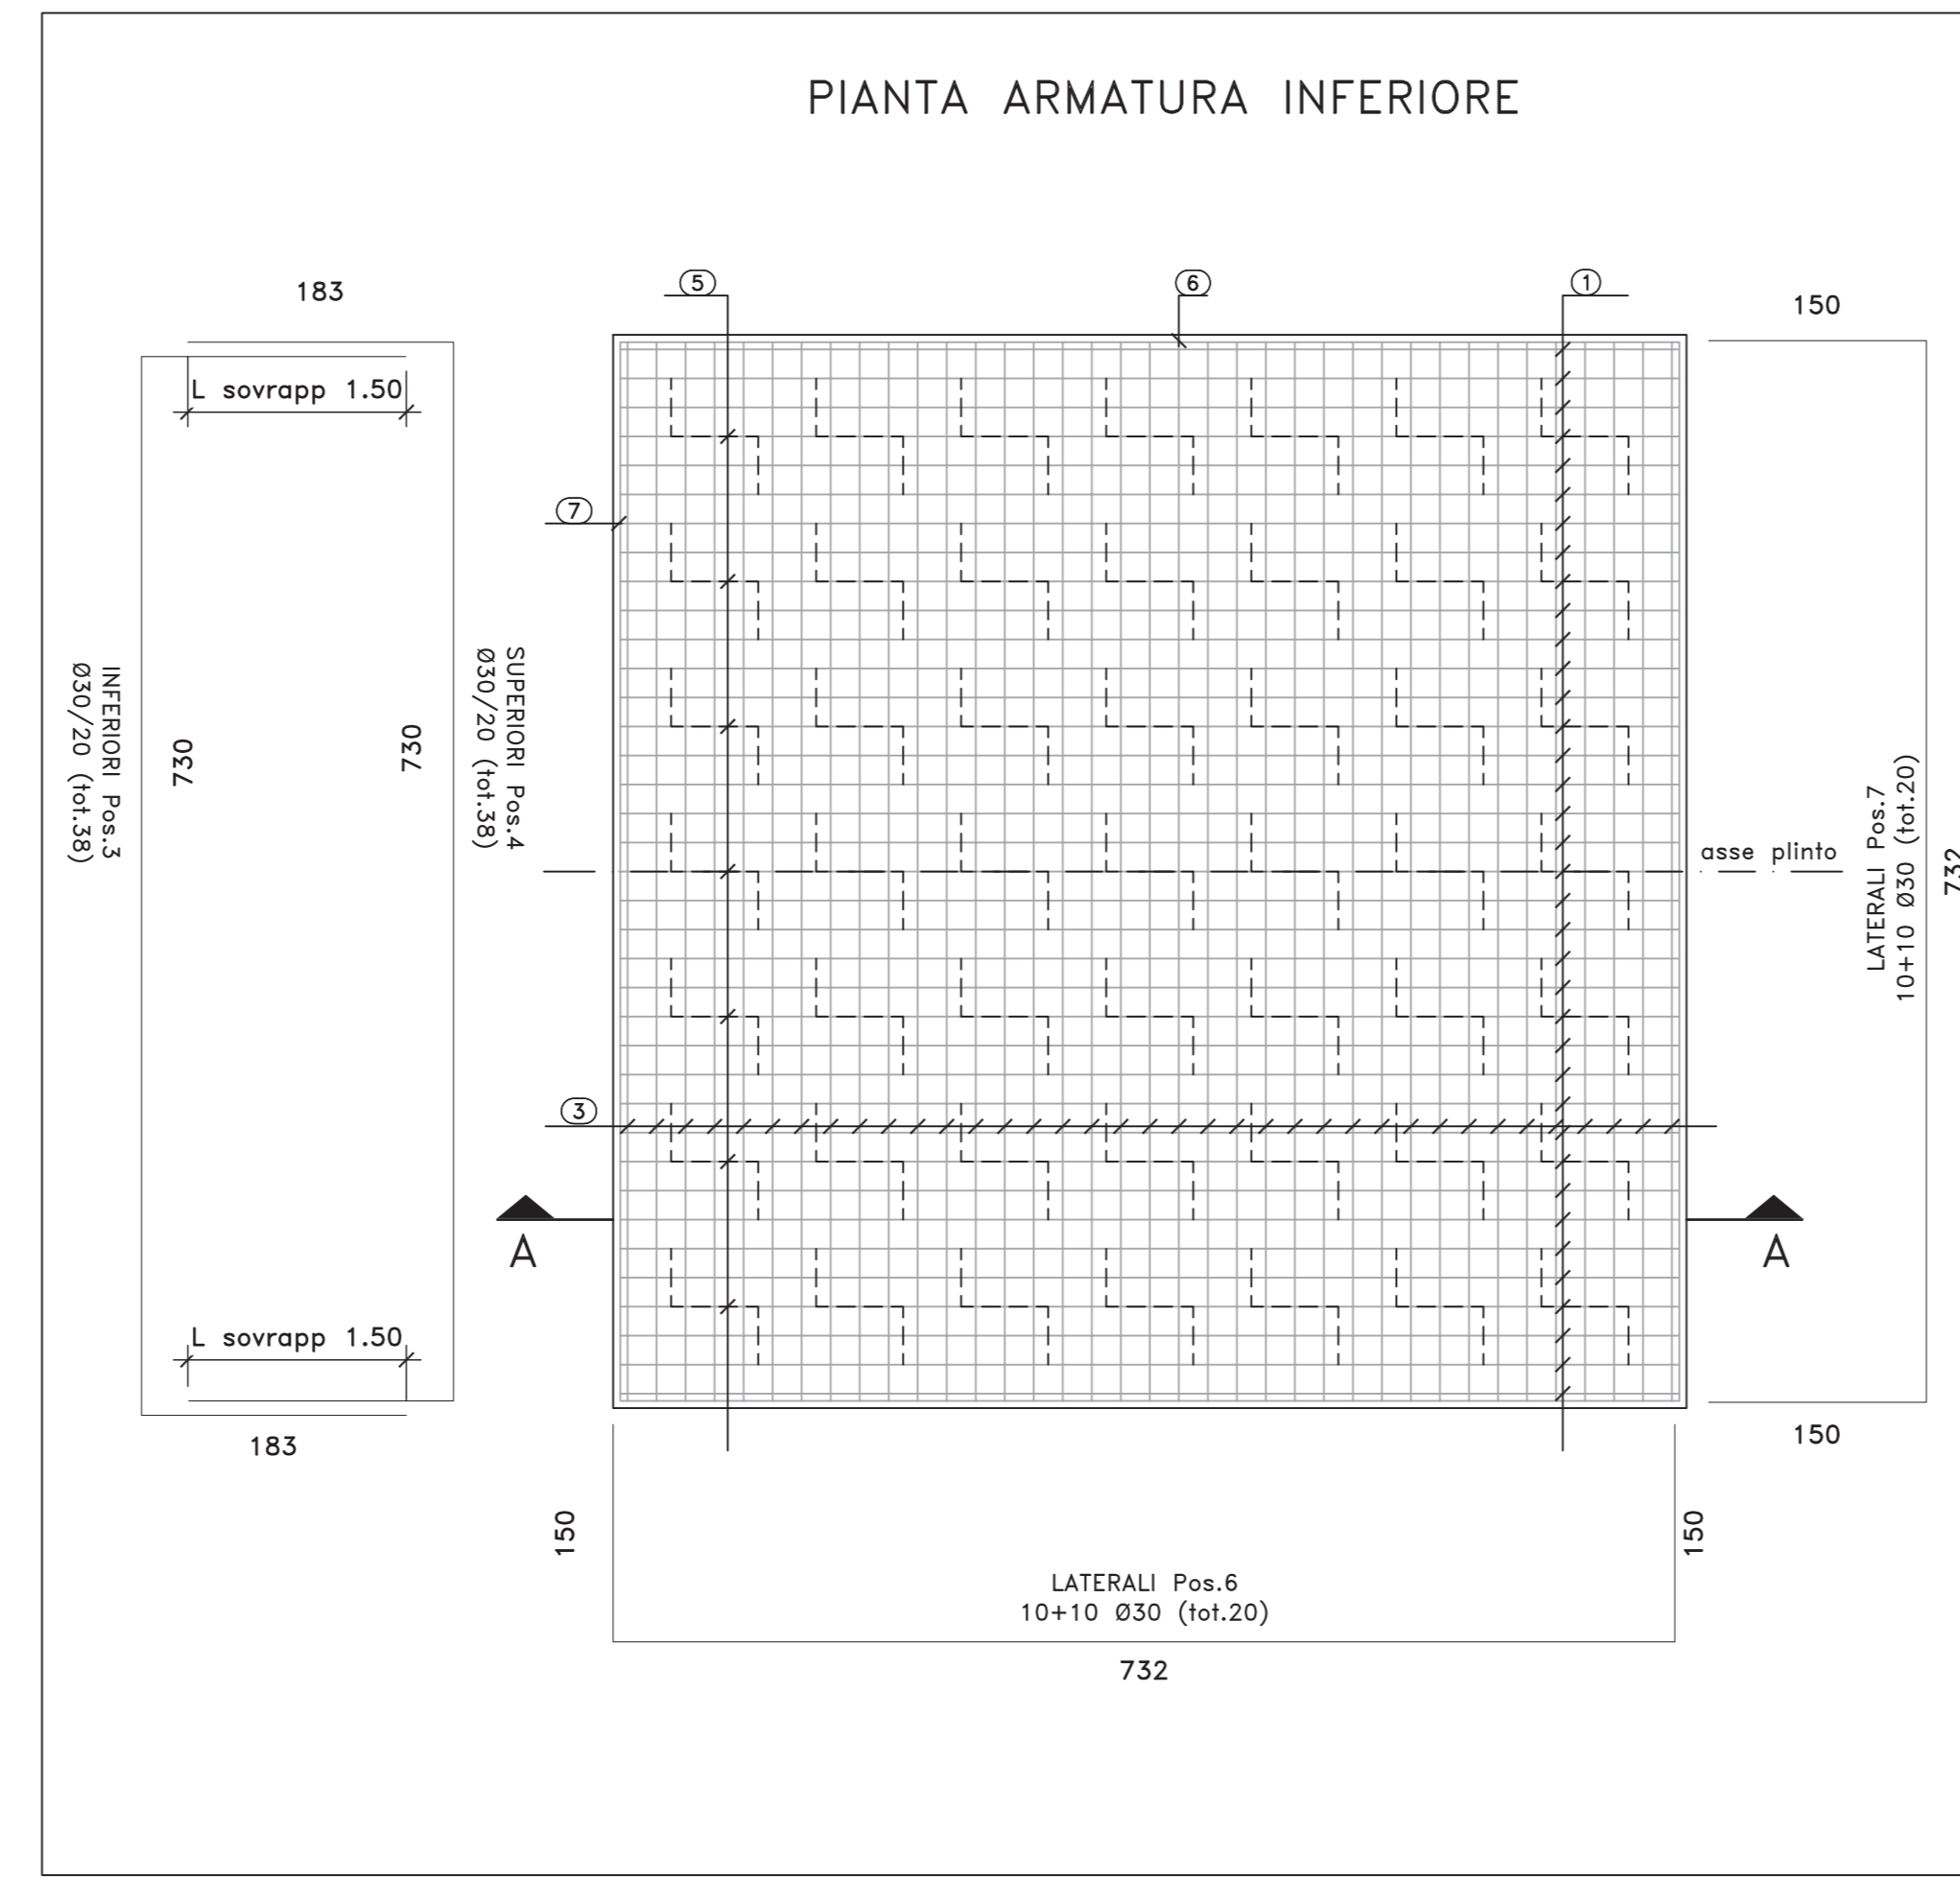 PIANTA ARMATURA INFERIORE
183
5
6
1
150
L sovrapp 1.50
7
INFERIORI Pos.3
Ø30/20 (tot.38)
730
730
SUPERIORI Pos.4
Ø30/20 (tot.38)
asse plinto
LATERALI Pos.7
10+10 Ø30 (tot.20)
732
3
A
A
L sovrapp 1.50
183
150
150
150
LATERALI Pos.6
10+10 Ø30 (tot.20)
732